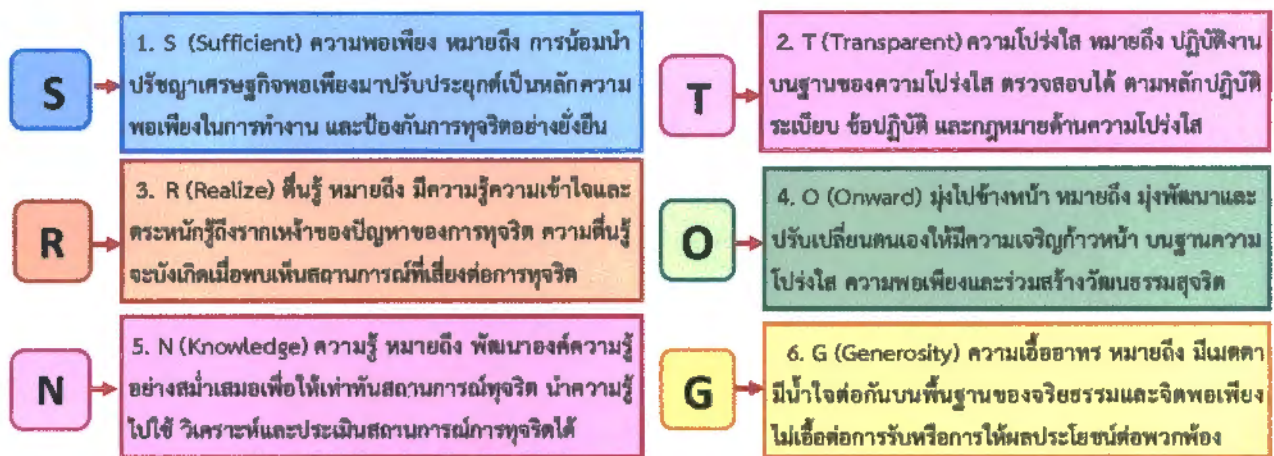 S
1. S (Sufficient) ความพอเพียง หมายถึง การน้อมนำ
ปรัชญาเศรษฐกิจพอเพียงมาปรับประยุกต์เป็นหลักความ
พอเพียงในการทำงาน และป้องกันการทุจริตอย่างยั่งยืน
T
2. T (Transparent) ความโปร่งใส หมายถึง ปฏิบัติงาน
บนฐานของความโปร่งใส ตรวจสอบได้ ตามหลักปฏิบัติ
ระเบียบ ข้อปฏิบัติ และกฎหมายด้านความโปร่งใส
R
3. R (Realize) ตื่นรู้ หมายถึง มีความรู้ความเข้าใจและ
ตระหนักรู้ถึงรากเหง้าของปัญหาของการทุจริต ความตื่นรู้
จะบังเกิดเมื่อพบเห็นสถานการณ์ที่เสี่ยงต่อการทุจริต
O
4. O (Onward) มุ่งไปข้างหน้า หมายถึง มุ่งพัฒนาและ
ปรับเปลี่ยนตนเองให้มีความเจริญก้าวหน้า บนฐานความ
โปร่งใส ความพอเพียงและร่วมสร้างวัฒนธรรมสุจริต
N
5. N (Knowledge) ความรู้ หมายถึง พัฒนาองค์ความรู้
อย่างสม่ำเสมอเพื่อให้เท่าทันสถานการณ์ทุจริต นำความรู้
ไปใช้ วิเคราะห์และประเมินสถานการณ์การทุจริตได้
G
6. G (Generosity) ความเอื้ออาทร หมายถึง มีเมตตา
มีน้ำใจต่อกันบนพื้นฐานของจริยธรรมและจิตพอเพียง
ไม่เอื้อต่อการรับหรือการให้ผลประโยชน์ต่อพวกพ้อง